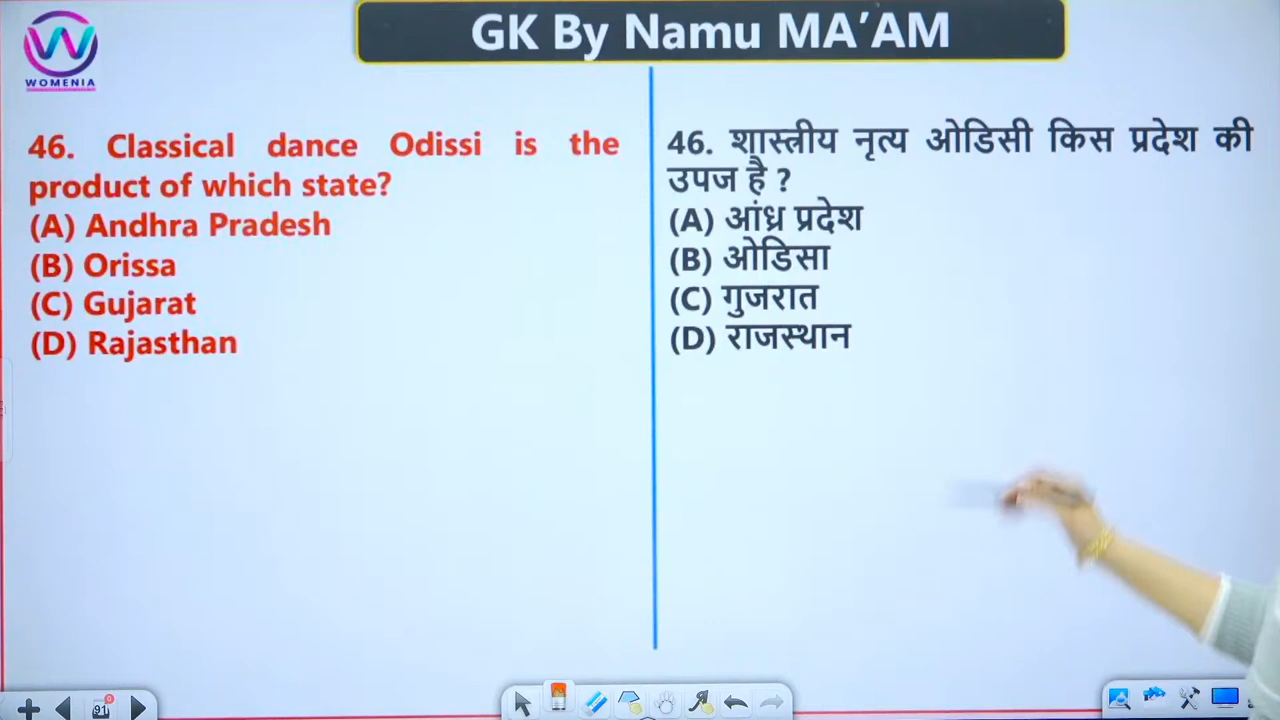 GK By Namu MA’AM
WOMENIA
46. Classical dance Odissi is the
product of which state?
(A) Andhra Pradesh
(B) Orissa
(C) Gujarat
(D) Rajasthan
46. शास्त्रीय नृत्य ओडिसी किस प्रदेश की
उपज है ?
(A) आंध्र प्रदेश
(B) ओडिसा
(C) गुजरात
(D) राजस्थान
91